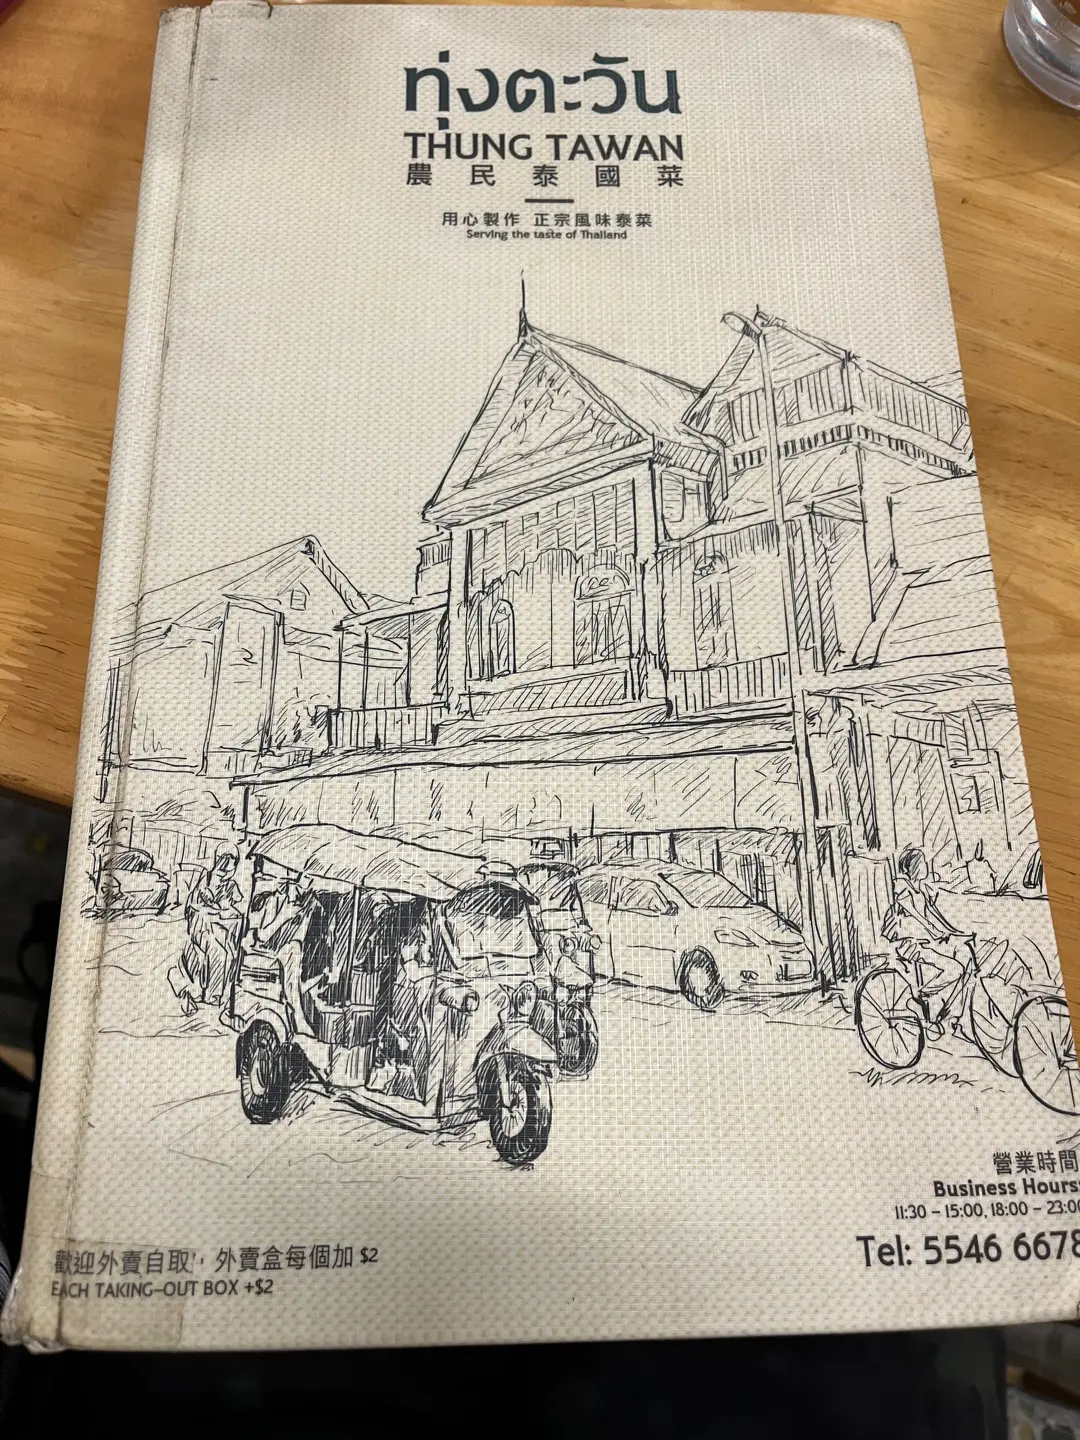 ทุ่งตะวัน
THUNG TAWAN
農民泰國菜
用心製作 正宗風味泰菜
Serving the taste of Thailand
營業時間
Business Hours:
11:30 – 15:00, 18:00 – 23:00
Tel: 5546 6678
歡迎外賣自取，外賣盒每個加 $2
EACH TAKING-OUT BOX +$2